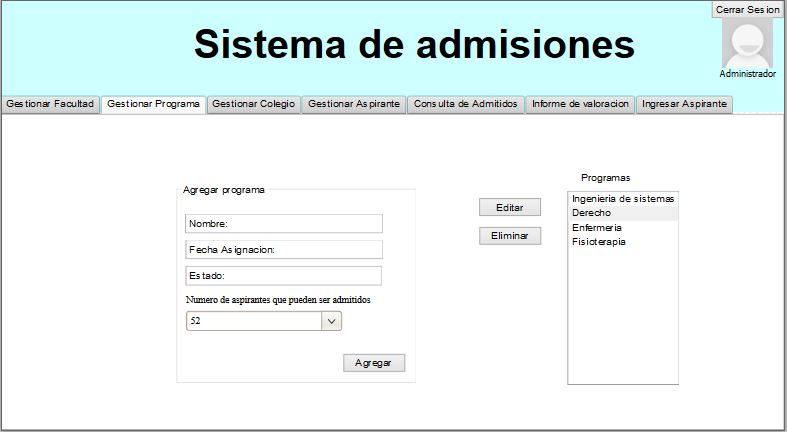 Cerrar Sesion
Sistema de admisiones
Administrador
Gestionar Facultad
Gestionar Programa
Gestionar Colegio
Gestionar Aspirante
Consulta de Admitidos
Informe de valoracion
Ingresar Aspirante
Agregar programa
Nombre:
Fecha Asignacion:
Estado:
Numero de aspirantes que pueden ser admitidos
52
Agregar
Editar
Eliminar
Programas
Ingenieria de sistemas
Derecho
Enfermeria
Fisioterapia